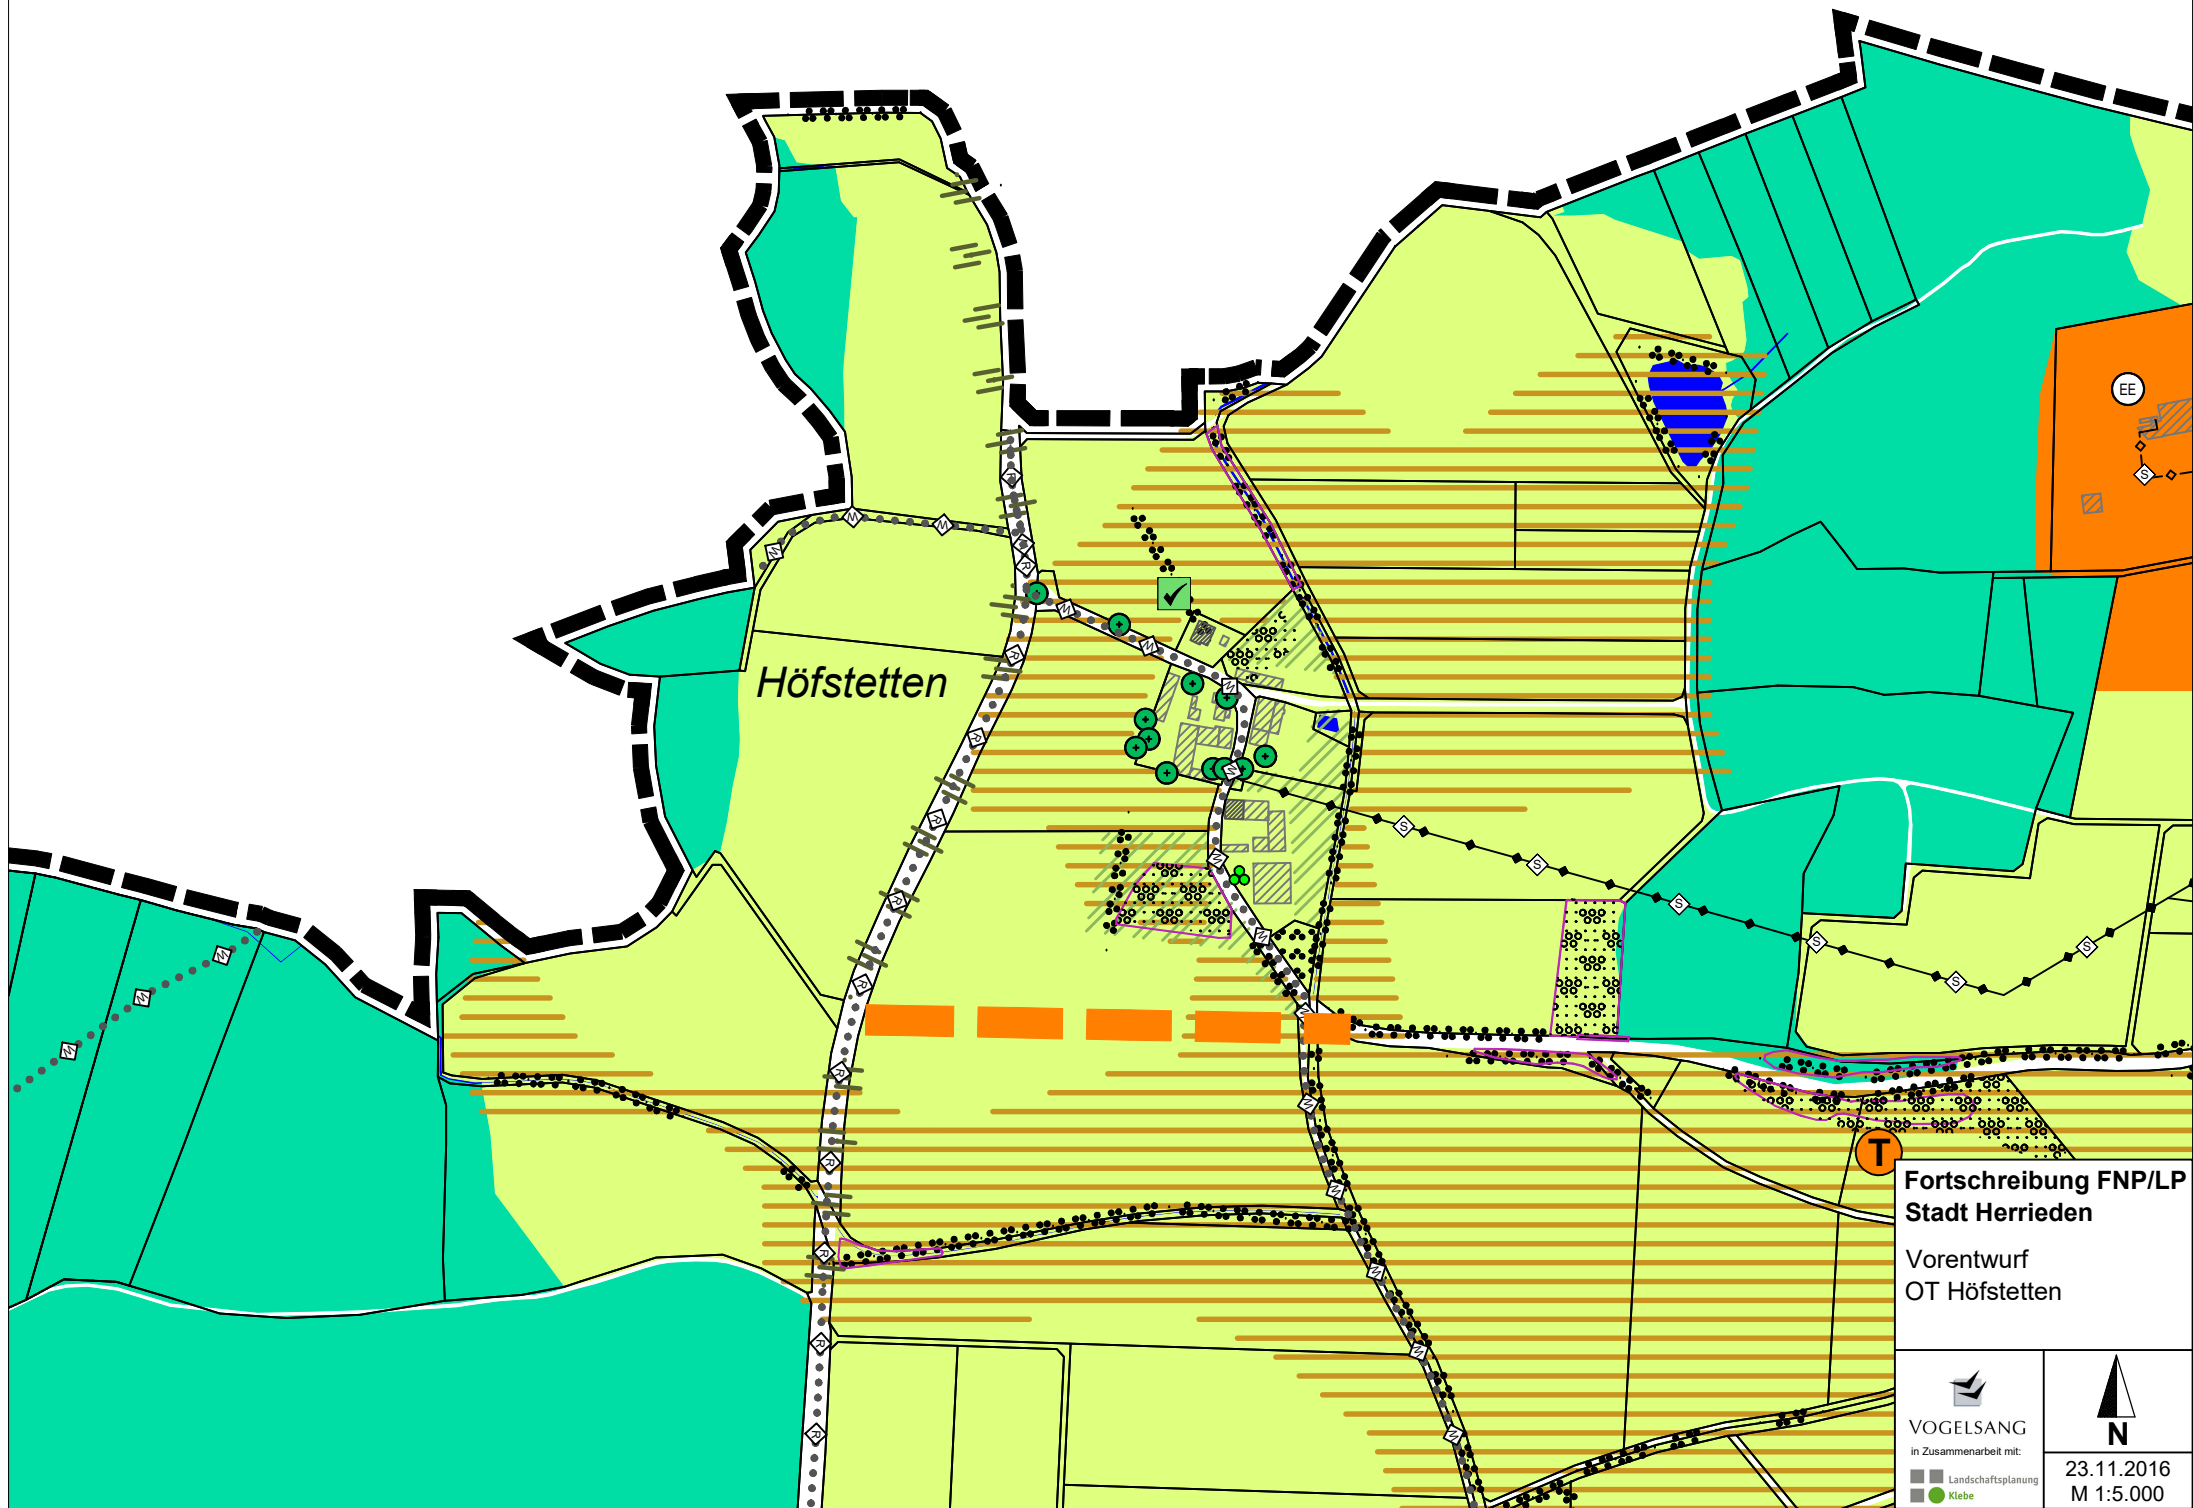 EE
S
R
W
W
W
R
W
W
R
Höfstetten
W
R
W
R
S
W
S
R
S
W
S
S
W
W
R
S
W
W
W
R
M
R
W
T
R
W
R
R
R
M
M
M
Fortschreibung FNP/LP
Stadt Herrieden
Vorentwurf
OT Höfstetten
VOGELSANG
in Zusammenarbeit mit:
Landschaftsplanung
Klebe
N
23.11.2016
M 1:5.000